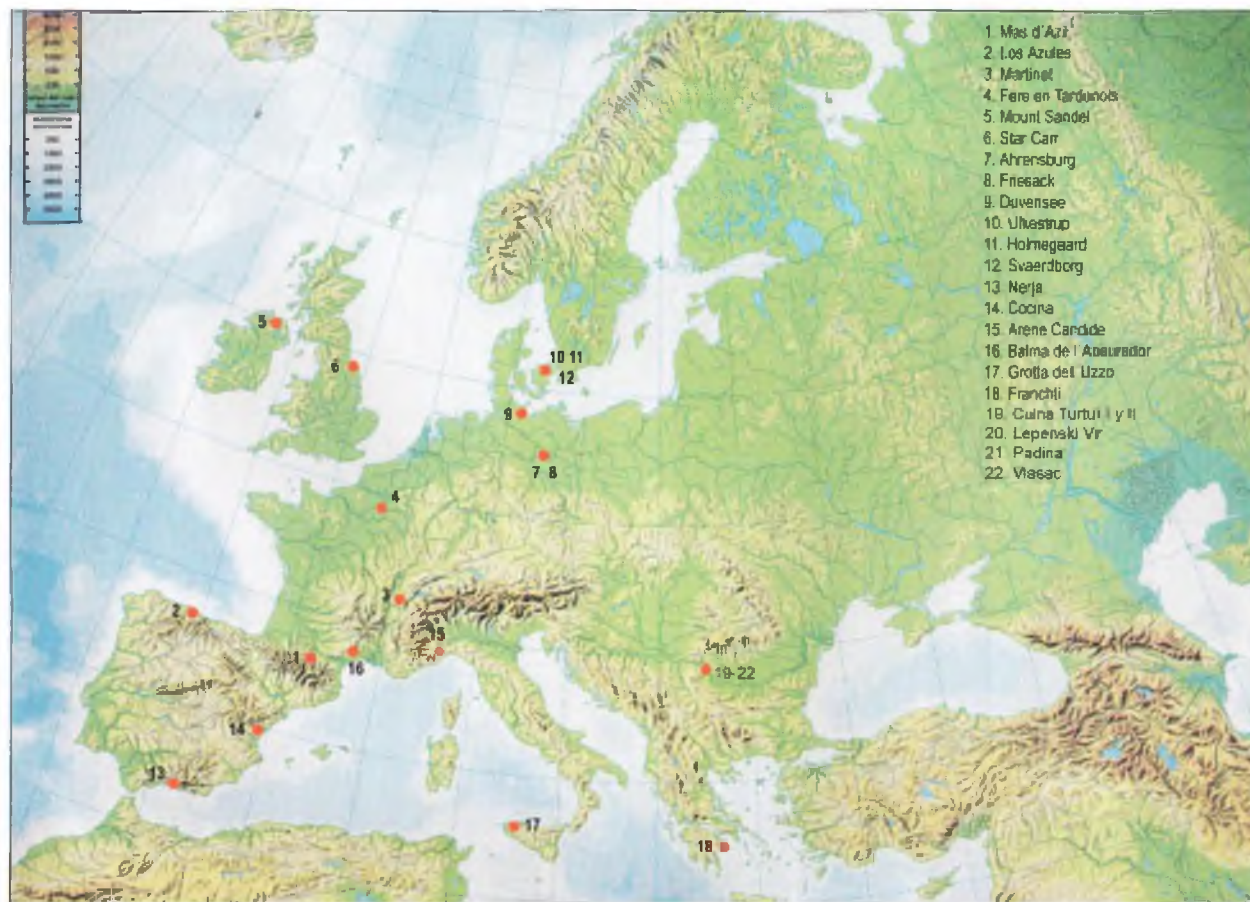 1. Mas d'Azil
2. Los Azules
3. Martinet
4. Fere en Tardenois
5. Mount Sandel
6. Star Carr
7. Ahrensburg
8. Friesack
9. Duvensee
10. Ulkestrup
11. Holmegaard
12. Svaerdborg
13. Nerja
14. Cocina
15. Arene Candide
16. Balma de l'Abeurador
17. Grotta dell Uzzo
18. Franchti
19. Cuina Turtui I y II
20. Lepenski Vir
21. Padina
22. Vlasac
5
6
10 11
12
9
7 8
4
3
2
15
1
16
19-22
14
13
17
18